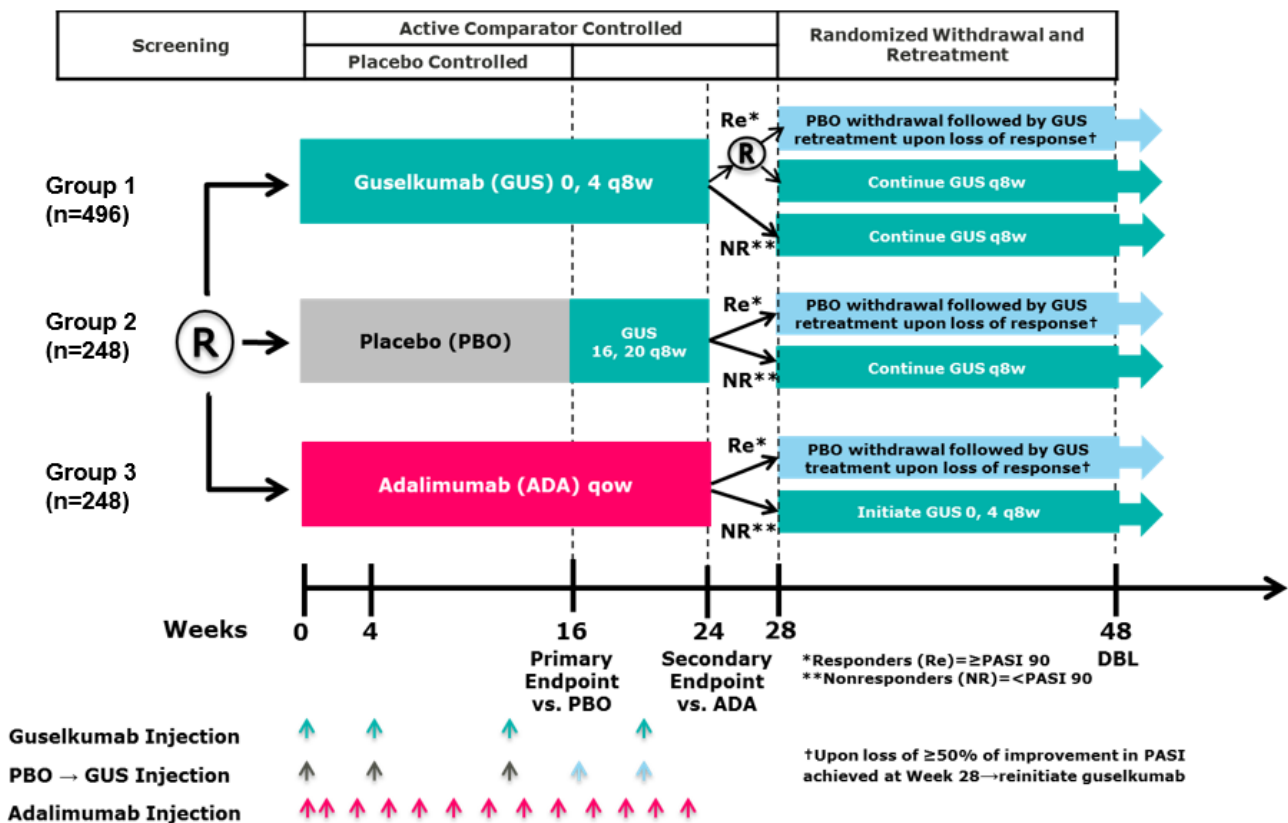 Screening
Active Comparator Controlled
Placebo Controlled
Randomized Withdrawal and
Retreatment
Group 1
(n=496)
Guselkumab (GUS) 0, 4 q8w
Re*
R
NR**
PBO withdrawal followed by GUS
retreatment upon loss of response†
Continue GUS q8w
Continue GUS q8w
R
Group 2
(n=248)
Placebo (PBO)
GUS
16, 20 q8w
Re*
NR**
PBO withdrawal followed by GUS
retreatment upon loss of response†
Continue GUS q8w
Group 3
(n=248)
Adalimumab (ADA) qow
Re*
NR**
PBO withdrawal followed by GUS
treatment upon loss of response†
Initiate GUS 0, 4 q8w
Weeks 0 4 16 24 28 48
Primary
Endpoint
vs. PBO
Secondary
Endpoint
vs. ADA
*Responders (Re)=≥PASI 90
**Nonresponders (NR)=<PASI 90
DBL
Guselkumab Injection
PBO → GUS Injection
Adalimumab Injection
†Upon loss of ≥50% of improvement in PASI
achieved at Week 28→reinitiate guselkumab